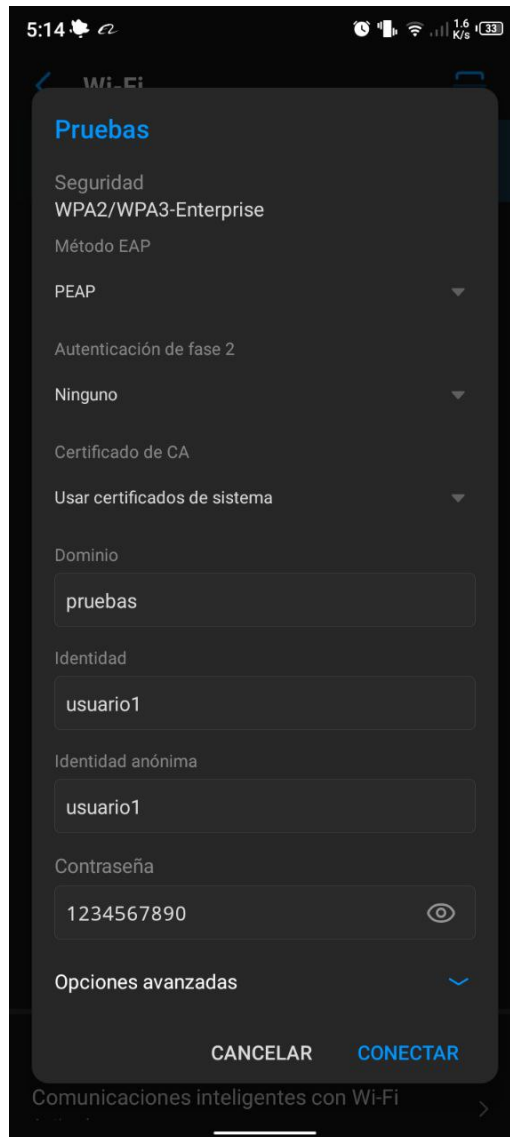 5:14
1.6
K/s
33
Wi-Fi
Pruebas
Seguridad
WPA2/WPA3-Enterprise
Método EAP
PEAP
Autenticación de fase 2
Ninguno
Certificado de CA
Usar certificados de sistema
Dominio
pruebas
Identidad
usuario1
Identidad anónima
usuario1
Contraseña
1234567890
Opciones avanzadas
CANCELAR CONECTAR
Comunicaciones inteligentes con Wi-Fi